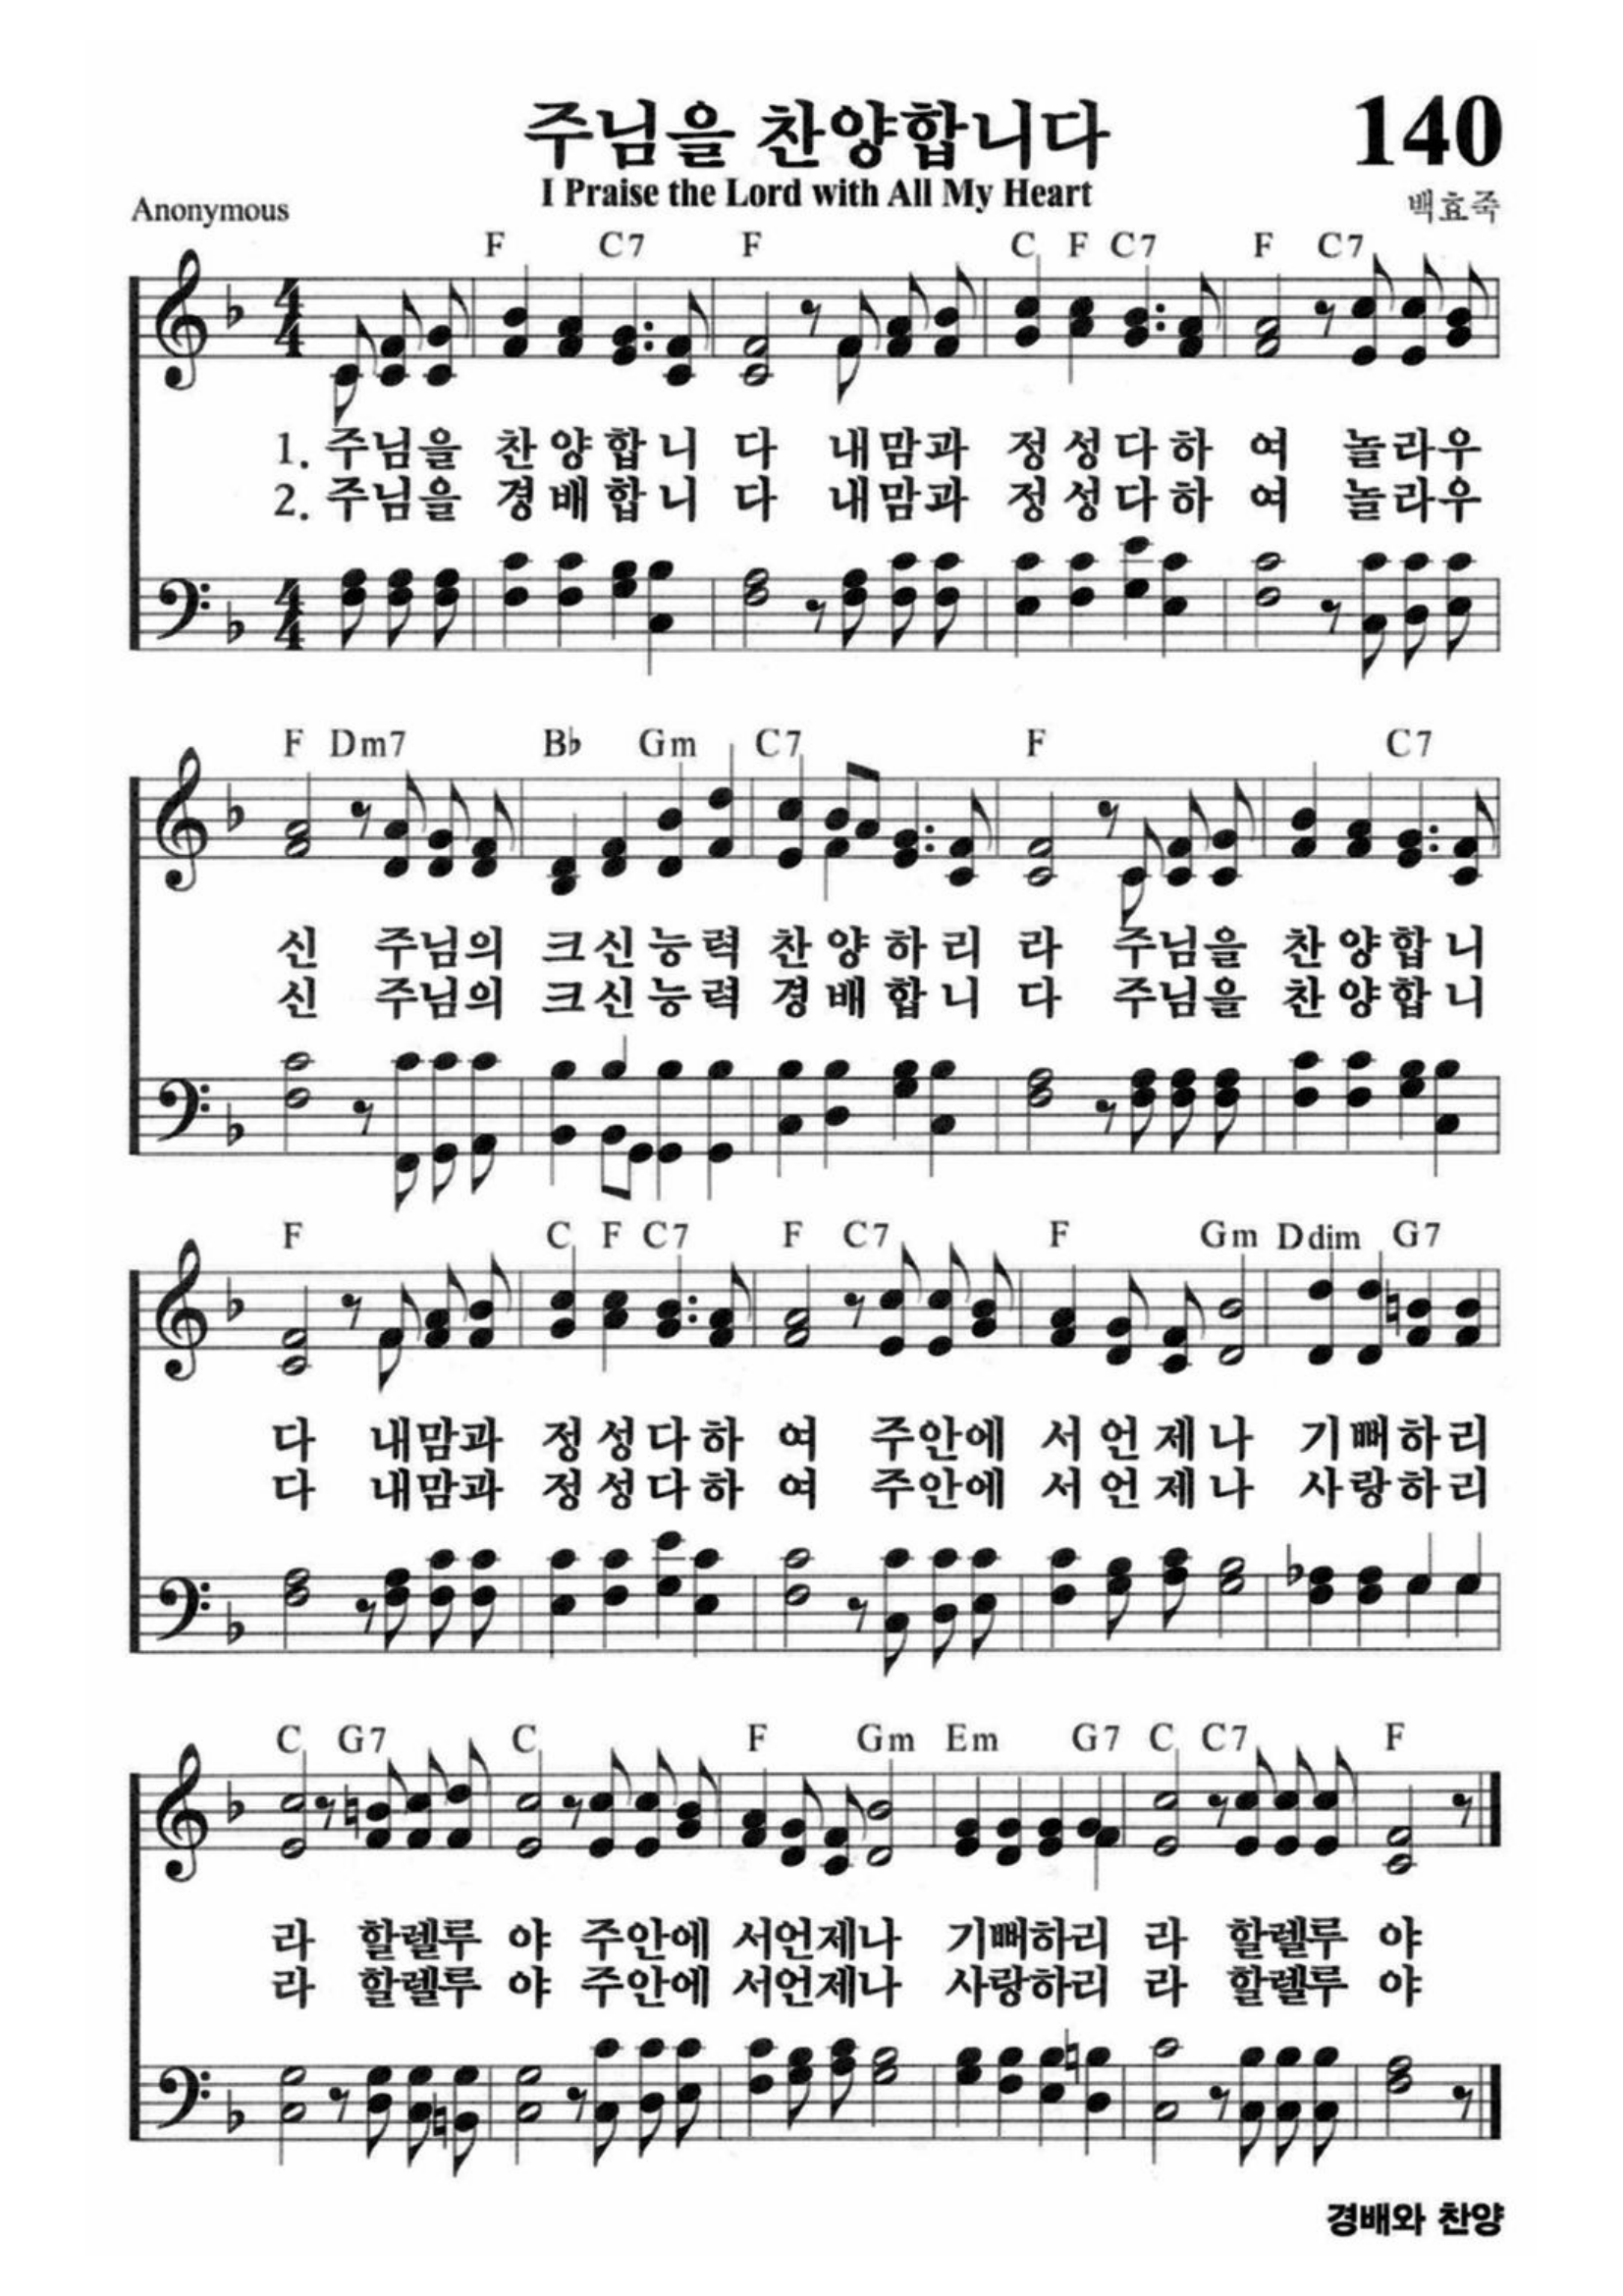 주님을 찬양합니다 140
I Praise the Lord with All My Heart
Anonymous 백효죽
F C7 F C F C7 F C7
1. 주님을 찬양합니 다 내맘과 정성다하 여 놀라우
2. 주님을 경배합니 다 내맘과 정성다하 여 놀라우
F Dm7 B♭ Gm C7 F C7
신 주님의 크신능력 찬양하리 라 주님을 찬양합니
신 주님의 크신능력 경배합니 다 주님을 찬양합니
F C F C7 F C7 F Gm Ddim G7
다 내맘과 정성다하 여 주안에 서언제나 기뻐하리
다 내맘과 정성다하 여 주안에 서언제나 사랑하리
C G7 C F Gm Em G7 C C7 F
라 할렐루 야 주안에 서언제나 기뻐하리 라 할렐루 야
라 할렐루 야 주안에 서언제나 사랑하리 라 할렐루 야
경배와 찬양